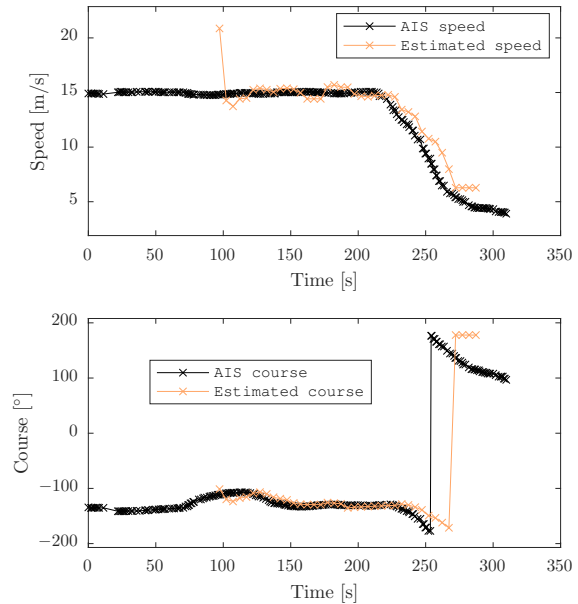 20
15
10
5
Speed [m/s]
AIS speed
Estimated speed
0 50 100 150 200 250 300 350
Time [s]
200
100
0
−100
−200
Course [°]
AIS course
Estimated course
0 50 100 150 200 250 300 350
Time [s]